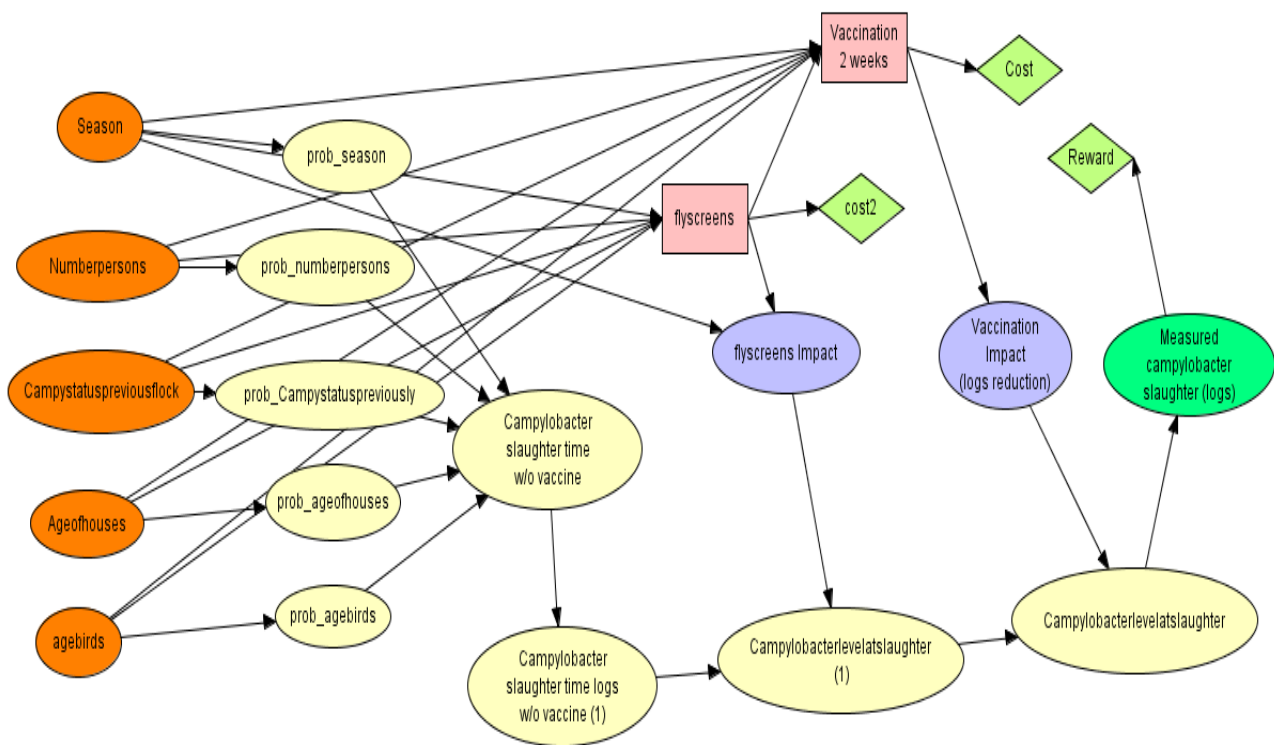 Vaccination
2 weeks
Cost
Season
prob_season
Reward
flyscreens
cost2
Numberpersons
prob_numberpersons
flyscreens Impact
Vaccination
Impact
(logs reduction)
Measured
campylobacter
slaughter (logs)
Campystatuspreviousflock
prob_Campystatuspreviously
Campylobacter
slaughter time
w/o vaccine
Ageofhouses
prob_ageofhouses
agebirds
prob_agebirds
Campylobacter
slaughter time logs
w/o vaccine (1)
Campylobacterlevelatslaughter
(1)
Campylobacterlevelatslaughter